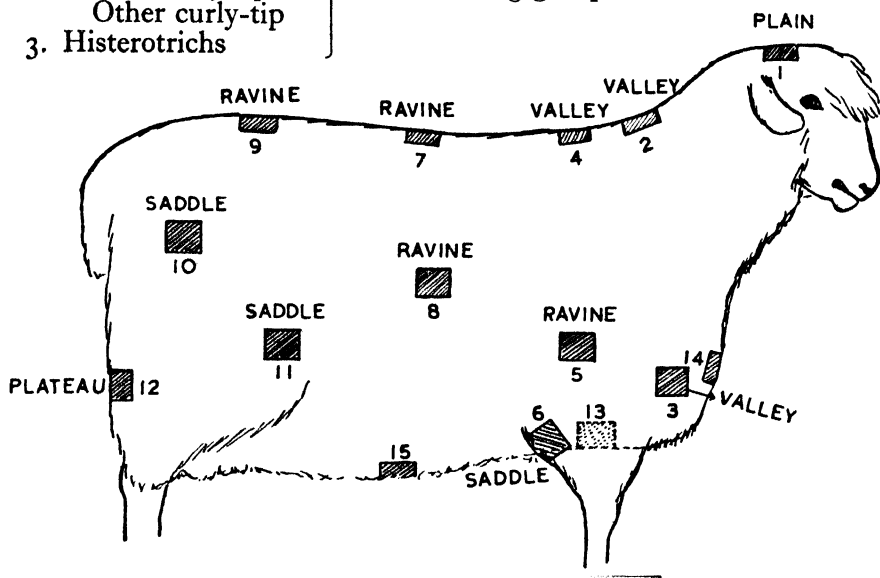 Other curly-tip
3. Histerotrichs
PLAIN
1
VALLEY
2
RAVINE
9
RAVINE
7
VALLEY
4
SADDLE
10
RAVINE
8
SADDLE
11
RAVINE
5
14
3
VALLEY
PLATEAU 12
6
13
15
SADDLE